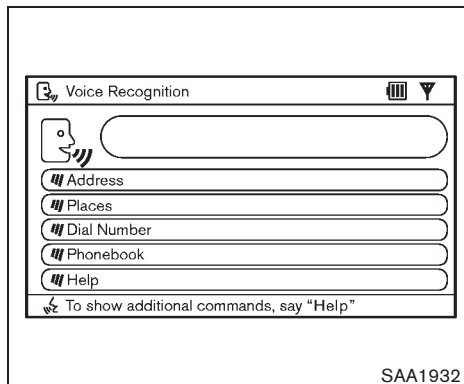 Voice Recognition
Address
Places
Dial Number
Phonebook
Help
To show additional commands, say “Help”
SAA1932